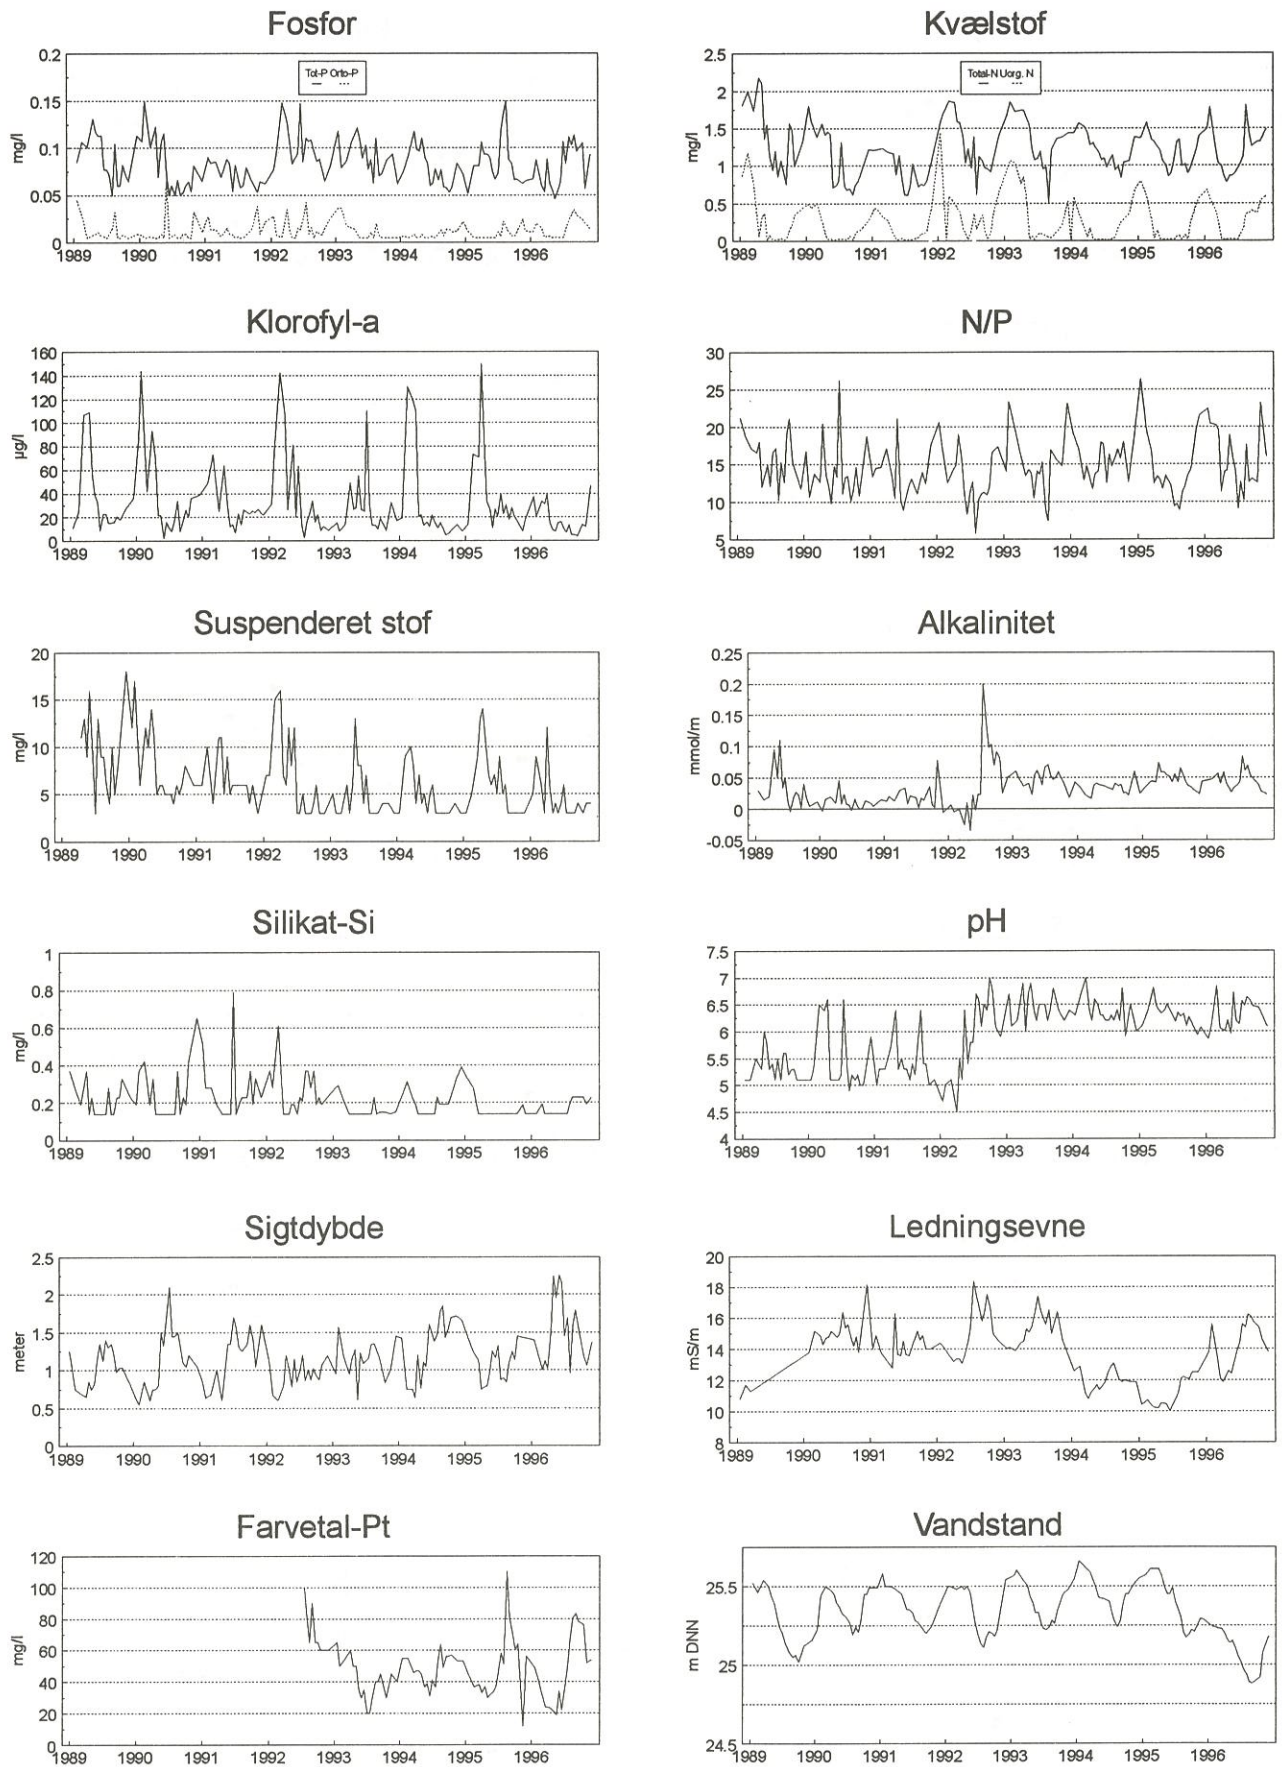 Fosfor
0.2
Tot-P Orto-P
0.15
0.1
0.05
0
mg/l
1989 1990 1991 1992 1993 1994 1995 1996
Kvælstof
2.5
Total-N Uorg. N
2
1.5
1
0.5
0
mg/l
1989 1990 1991 1992 1993 1994 1995 1996
Klorofyl-a
160
140
120
100
80
60
40
20
0
µg/l
1989 1990 1991 1992 1993 1994 1995 1996
N/P
30
25
20
15
10
5
1989 1990 1991 1992 1993 1994 1995 1996
Suspenderet stof
20
15
10
5
0
mg/l
1989 1990 1991 1992 1993 1994 1995 1996
Alkalinitet
0.25
0.2
0.15
0.1
0.05
0
-0.05
mmol/m
1989 1990 1991 1992 1993 1994 1995 1996
Silikat-Si
1
0.8
0.6
0.4
0.2
0
mg/l
1989 1990 1991 1992 1993 1994 1995 1996
pH
7.5
7
6.5
6
5.5
5
4.5
4
1989 1990 1991 1992 1993 1994 1995 1996
Sigtdybde
2.5
2
1.5
1
0.5
0
meter
1989 1990 1991 1992 1993 1994 1995 1996
Ledningsevne
20
18
16
14
12
10
8
mS/m
1989 1990 1991 1992 1993 1994 1995 1996
Farvetal-Pt
120
100
80
60
40
20
0
mg/l
1989 1990 1991 1992 1993 1994 1995 1996
Vandstand
25.5
25
24.5
m DNN
1989 1990 1991 1992 1993 1994 1995 1996